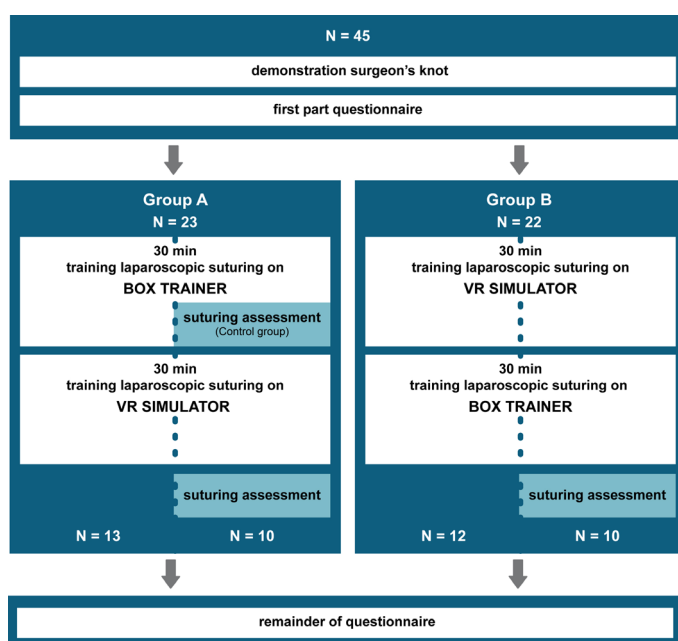 N = 45
demonstration surgeon's knot
first part questionnaire
Group A
N = 23
30 min
training laparoscopic suturing on
BOX TRAINER
suturing assessment
(Control group)
30 min
training laparoscopic suturing on
VR SIMULATOR
suturing assessment
N = 13
N = 10
Group B
N = 22
30 min
training laparoscopic suturing on
VR SIMULATOR
30 min
training laparoscopic suturing on
BOX TRAINER
suturing assessment
N = 12
N = 10
remainder of questionnaire